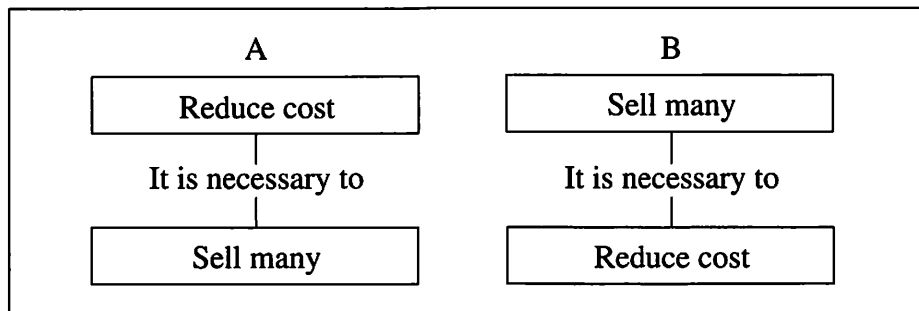 A
Reduce cost
It is necessary to
Sell many
B
Sell many
It is necessary to
Reduce cost